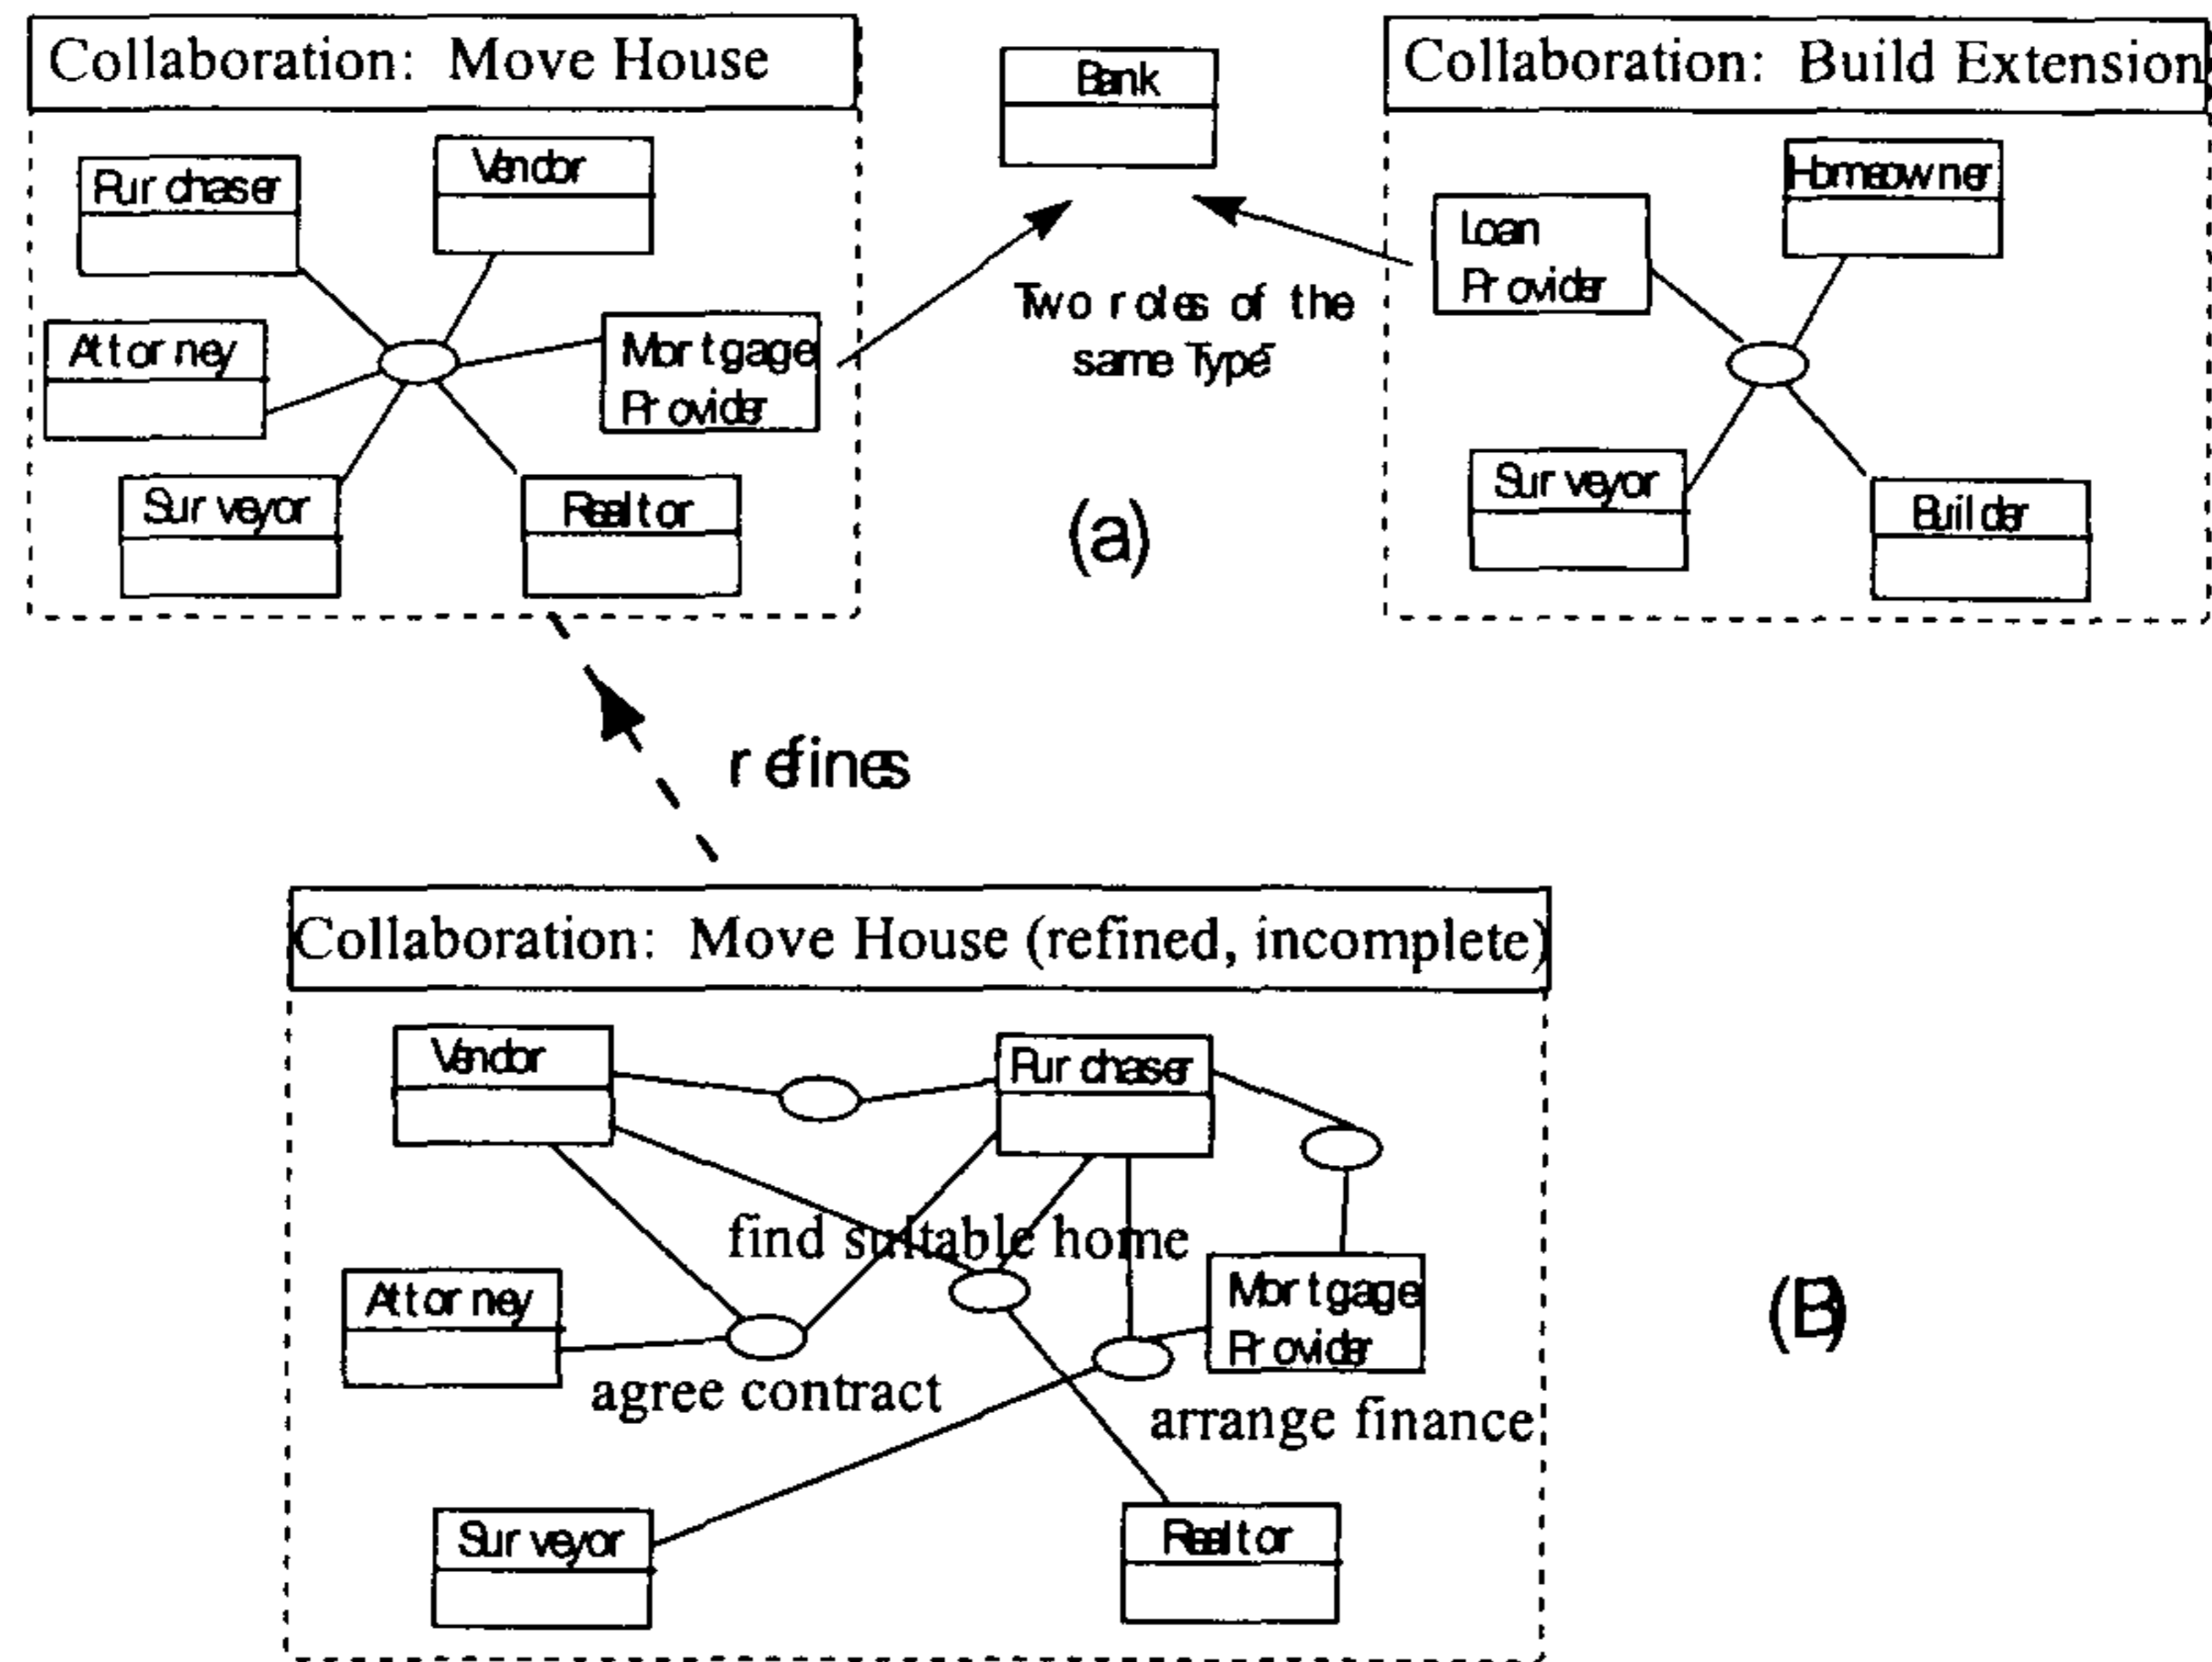 Collaboration: Move House
Bank
Collaboration: Build Extension
Purchaser
Vendor
Homeowner
Loan
Provider
Attorney
Mortgage
Provider
Two roles of the
same Type
Surveyor
Realtor
(a)
Surveyor
Builder
refines
Collaboration: Move House (refined, incomplete)
Vendor
Purchaser
find suitable home
Attorney
Mortgage
Provider
(B)
agree contract
arrange finance
Surveyor
Realtor